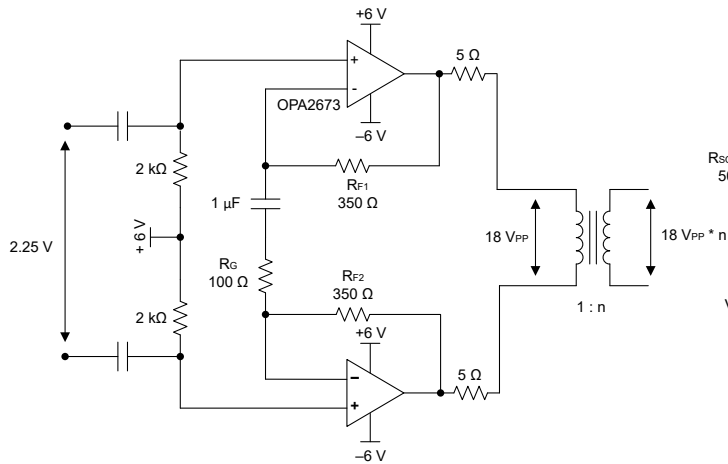 +6 V
5 Ω
+
-
OPA2673
–6 V
2 kΩ
RF1
350 Ω
1 µF
2.25 V
+ 6 V
RG
100 Ω
RF2
350 Ω
2 kΩ
+6 V
–
+
5 Ω
–6 V
18 VPP
18 VPP * n
1 : n